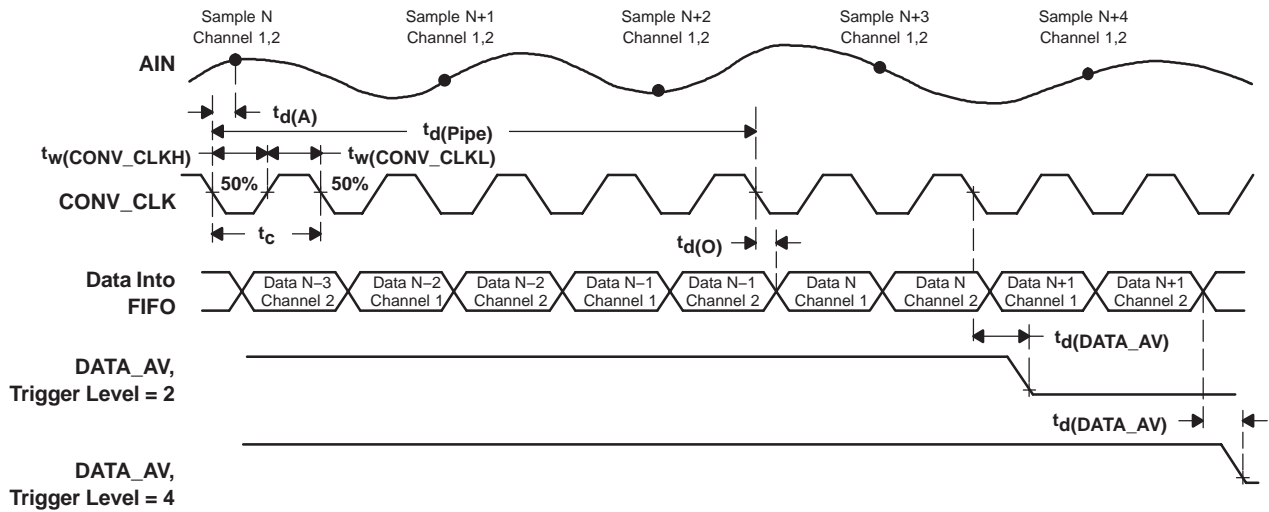 Sample N
Channel 1,2
Sample N+1
Channel 1,2
Sample N+2
Channel 1,2
Sample N+3
Channel 1,2
Sample N+4
Channel 1,2
AIN
td(A)
td(Pipe)
tw(CONV_CLKH)
tw(CONV_CLKL)
50%
50%
CONV_CLK
tc
td(O)
Data Into
FIFO
Data N–3
Channel 2
Data N–2
Channel 1
Data N–2
Channel 2
Data N–1
Channel 1
Data N–1
Channel 2
Data N
Channel 1
Data N
Channel 2
Data N+1
Channel 1
Data N+1
Channel 2
td(DATA_AV)
DATA_AV,
Trigger Level = 2
td(DATA_AV)
DATA_AV,
Trigger Level = 4